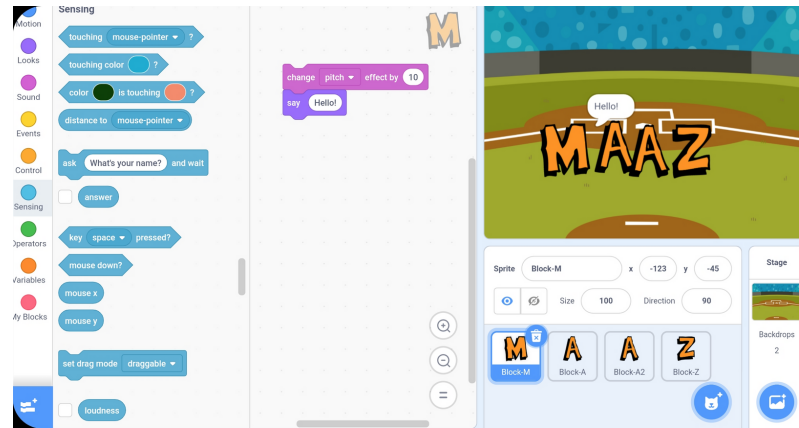 Motion
Looks
Sound
Events
Control
Sensing
Operators
Variables
My Blocks
Sensing
touching mouse-pointer ?
touching color ?
color is touching ?
distance to mouse-pointer
ask What's your name? and wait
answer
key space pressed?
mouse down?
mouse x
mouse y
set drag mode draggable
loudness
M
change pitch effect by 10
say Hello!
Hello!
MAAZ
Sprite Block-M x -123 y -45
Size 100 Direction 90
M A A Z
Block-M Block-A Block-A2 Block-Z
Stage
Backdrops
2